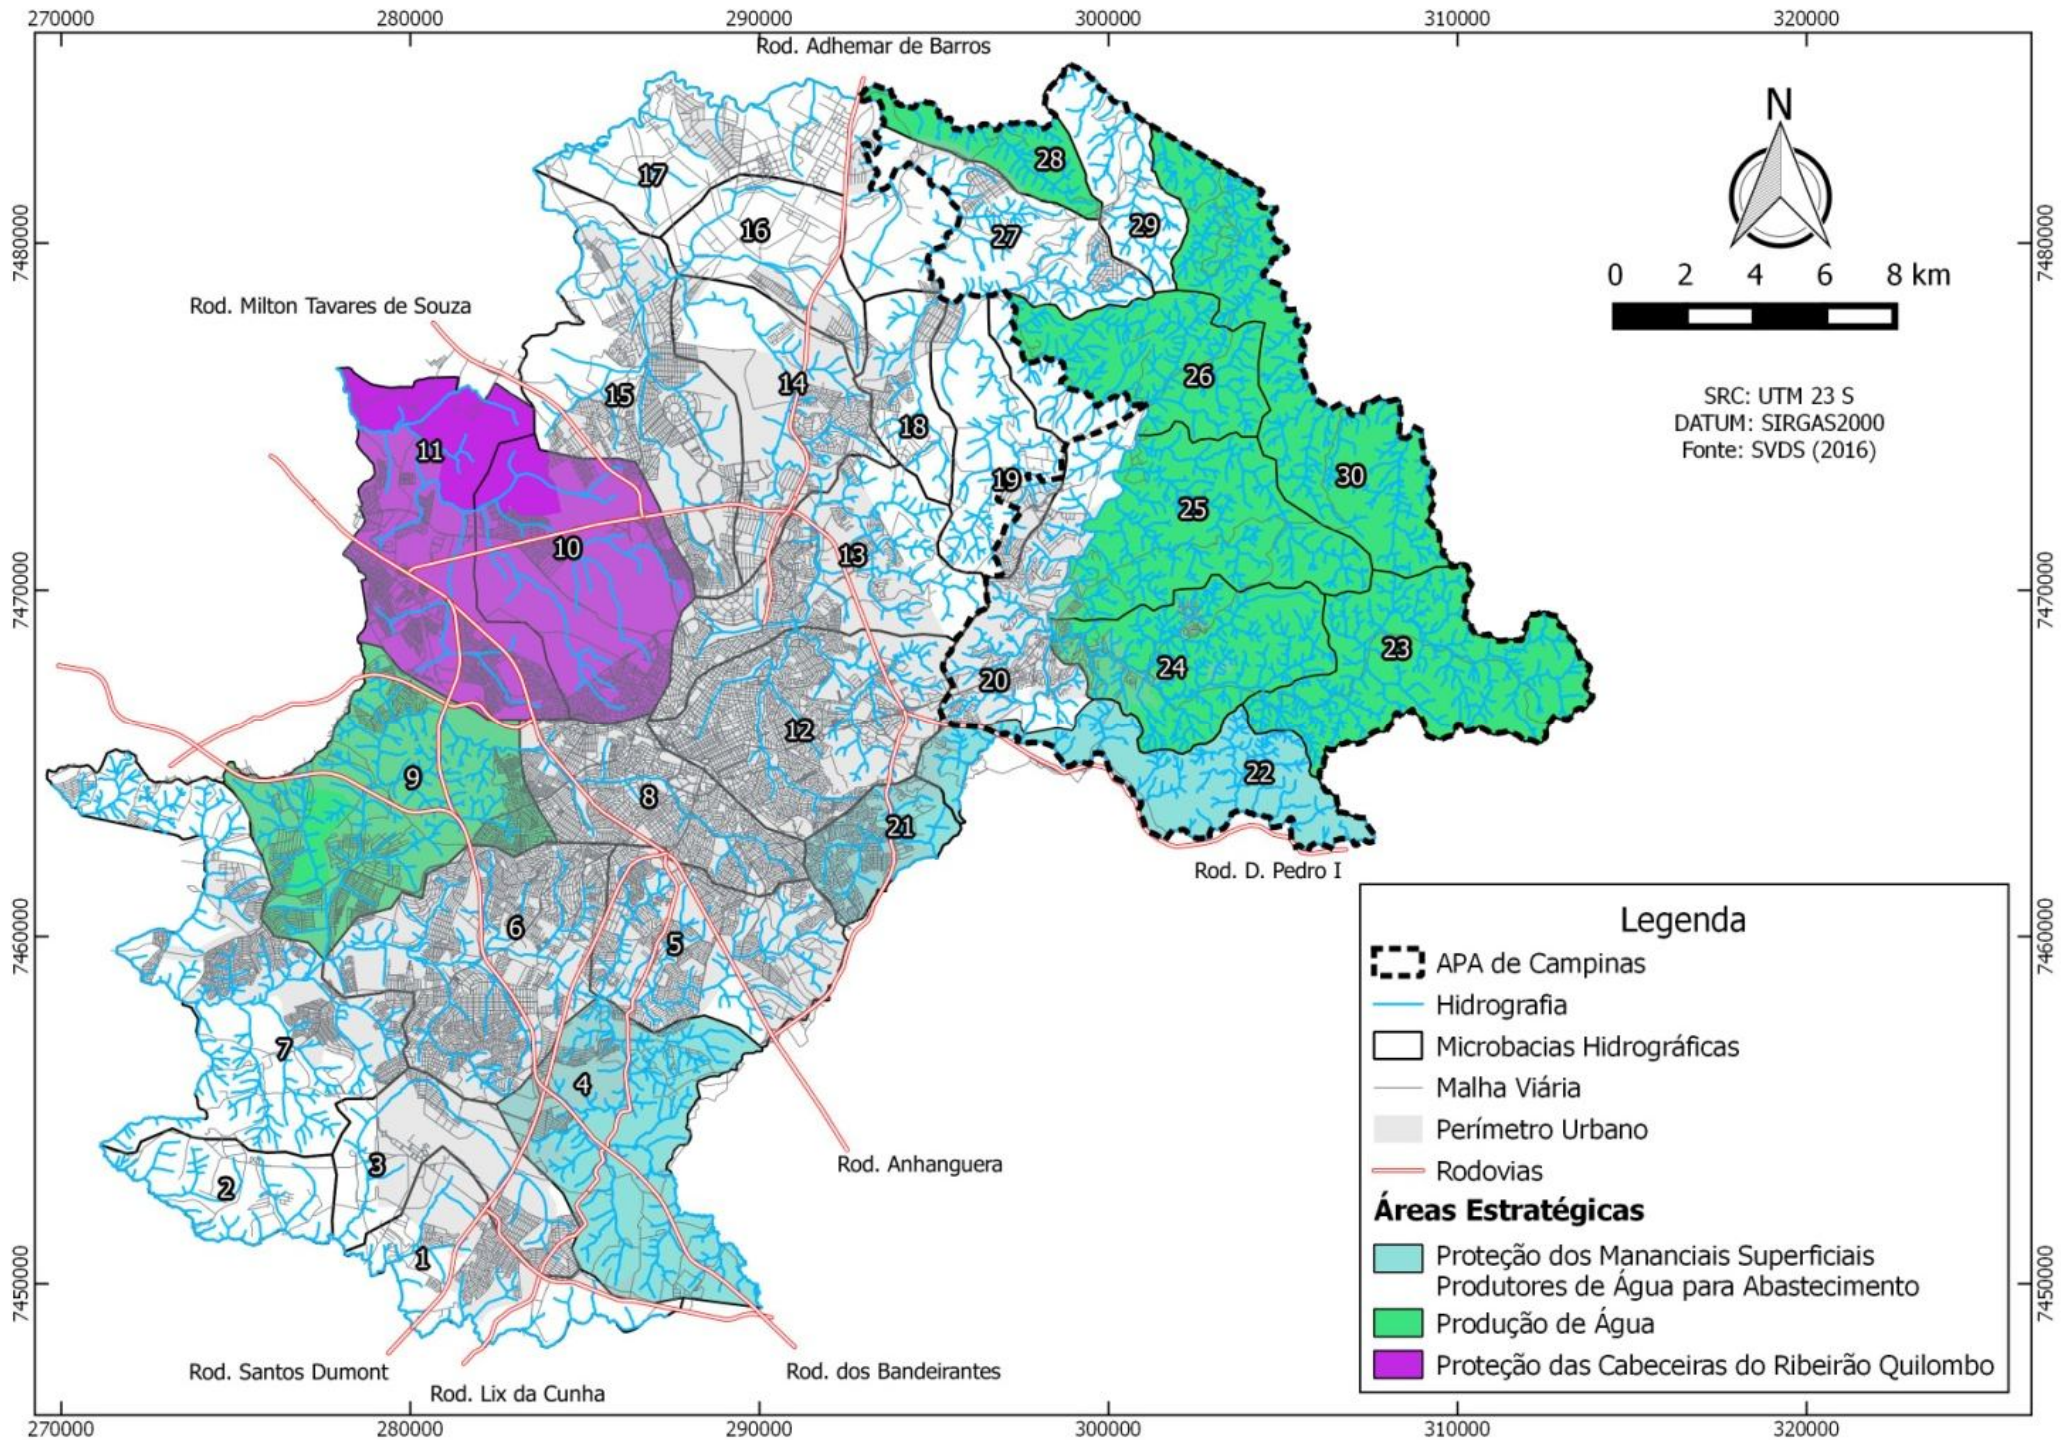 270000
280000
290000
300000
310000
320000
Rod. Adhemar de Barros
N
28
17
29
16
27
7480000
7480000
0 2 4 6 8 km
Rod. Milton Tavares de Souza
26
14
15
SRC: UTM 23 S
DATUM: SIRGAS2000
Fonte: SVDS (2016)
18
11
19
30
25
10
13
7470000
7470000
23
24
20
12
22
9
8
21
Rod. D. Pedro I
6
5
7460000
7460000
7
4
3
2
1
Rod. Anhanguera
7450000
7450000
Rod. Santos Dumont
Rod. Lix da Cunha
Rod. dos Bandeirantes
Legenda
APA de Campinas
Hidrografia
Microbacias Hidrográficas
Malha Viária
Perímetro Urbano
Rodovias
Áreas Estratégicas
Proteção dos Mananciais Superficiais
Produtores de Água para Abastecimento
Produção de Água
Proteção das Cabeceiras do Ribeirão Quilombo
270000
280000
290000
300000
310000
320000